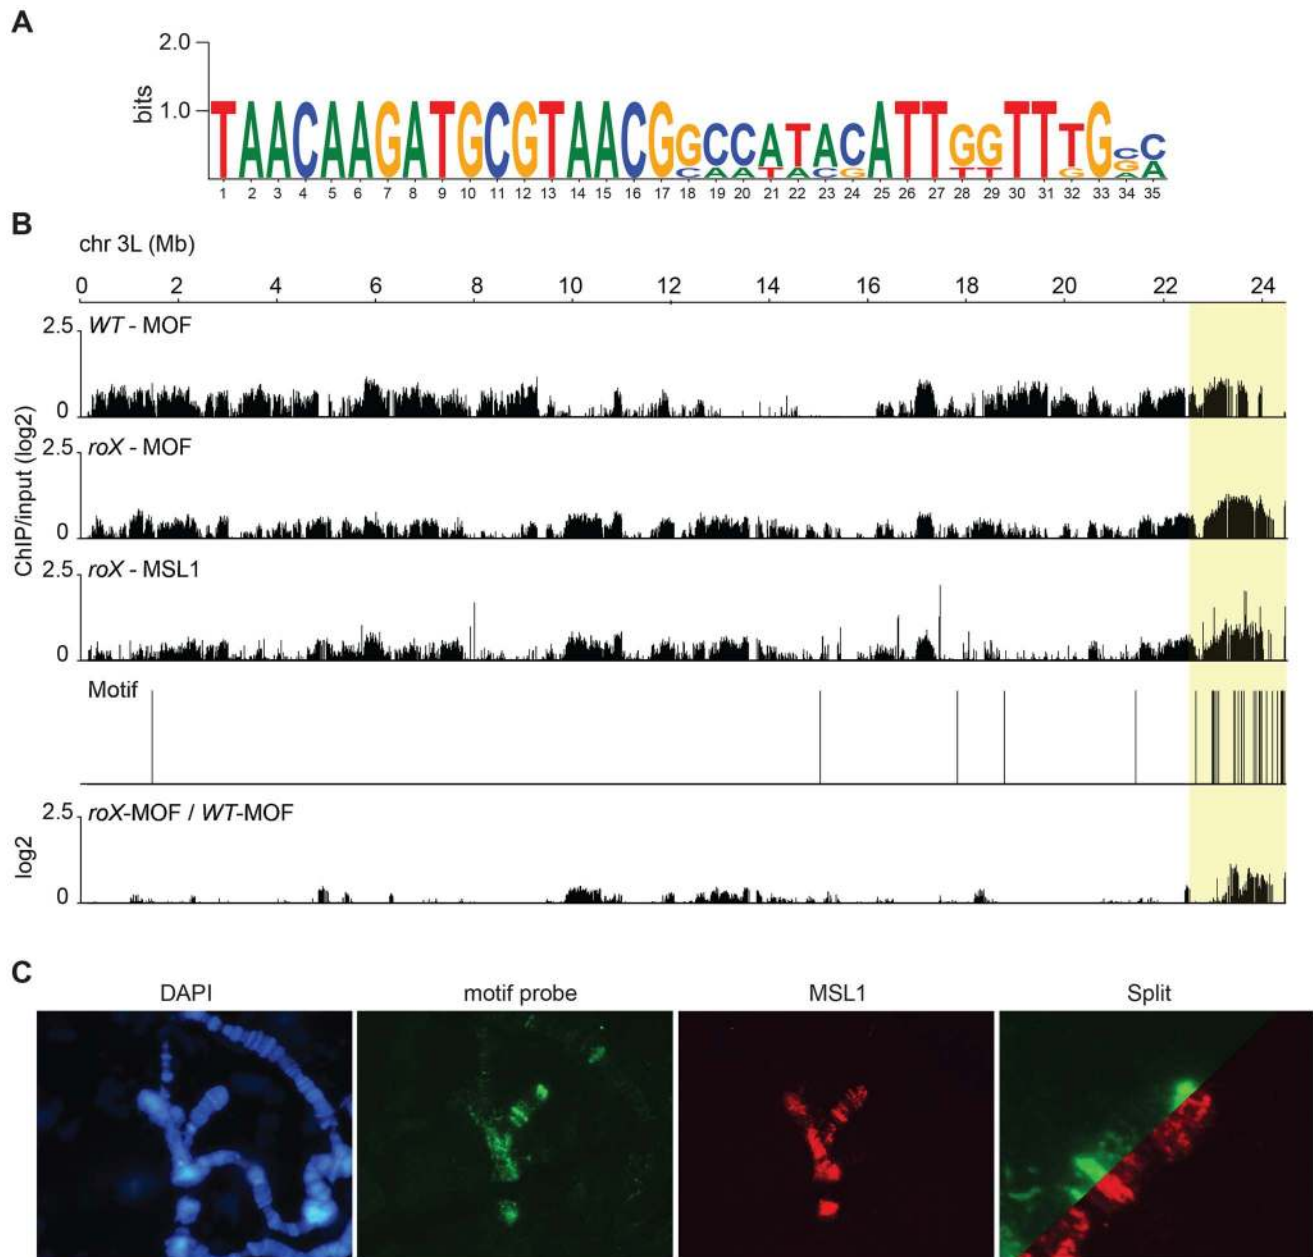 A
2.0
1.0
bits
TAACAAGATGCGTAACGGCCATACATTGGTTTGCC
CAATACG TTGGA
AA
1 2 3 4 5 6 7 8 9 10 11 12 13 14 15 16 17 18 19 20 21 22 23 24 25 26 27 28 29 30 31 32 33 34 35
B
chr 3L (Mb)
0 2 4 6 8 10 12 14 16 18 20 22 24
ChIP/input (log2)
2.5 WT - MOF
0
2.5 roX - MOF
0
2.5 roX - MSL1
0
Motif
2.5 roX-MOF / WT-MOF
log2
0
C
DAPI motif probe MSL1 Split